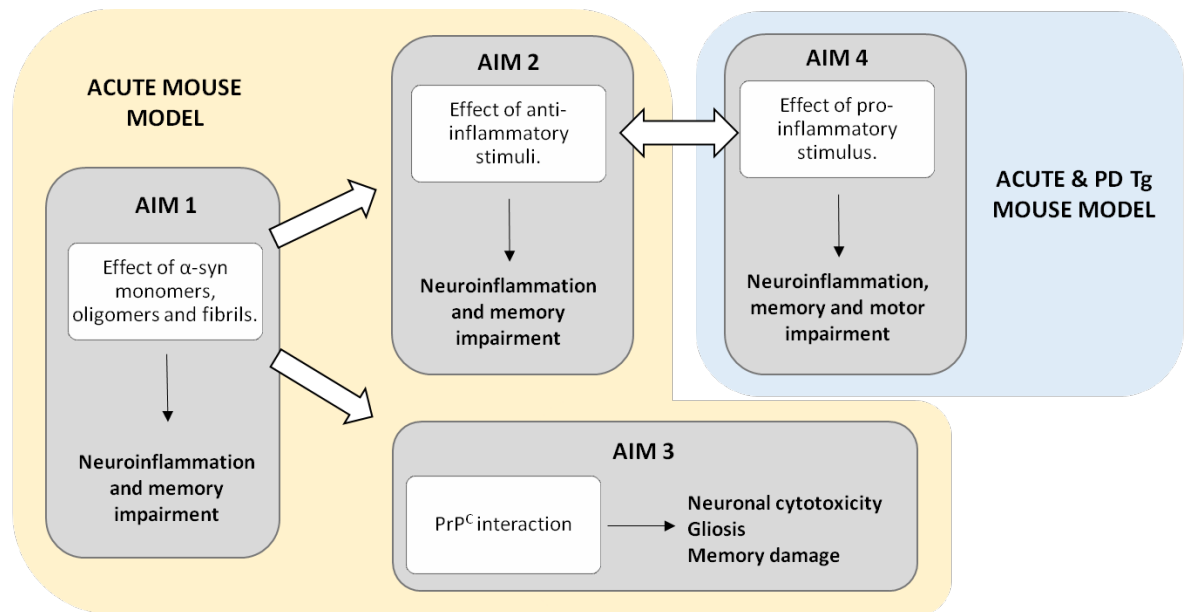 ACUTE MOUSE
MODEL
AIM 1
Effect of α-syn
monomers,
oligomers and fibrils.
Neuroinflammation
and memory
impairment
AIM 2
Effect of anti-
inflammatory
stimuli.
Neuroinflammation
and memory
impairment
AIM 3
PrPᶜ interaction
Neuronal cytotoxicity
Gliosis
Memory damage
AIM 4
Effect of pro-
inflammatory
stimulus.
Neuroinflammation,
memory and motor
impairment
ACUTE & PD Tg
MOUSE MODEL